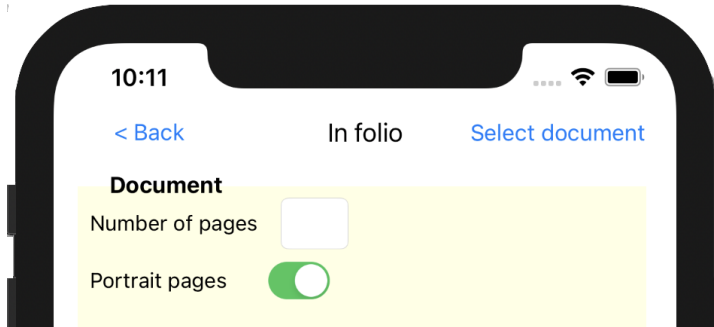 10:11
< Back In folio Select document
Document
Number of pages
Portrait pages